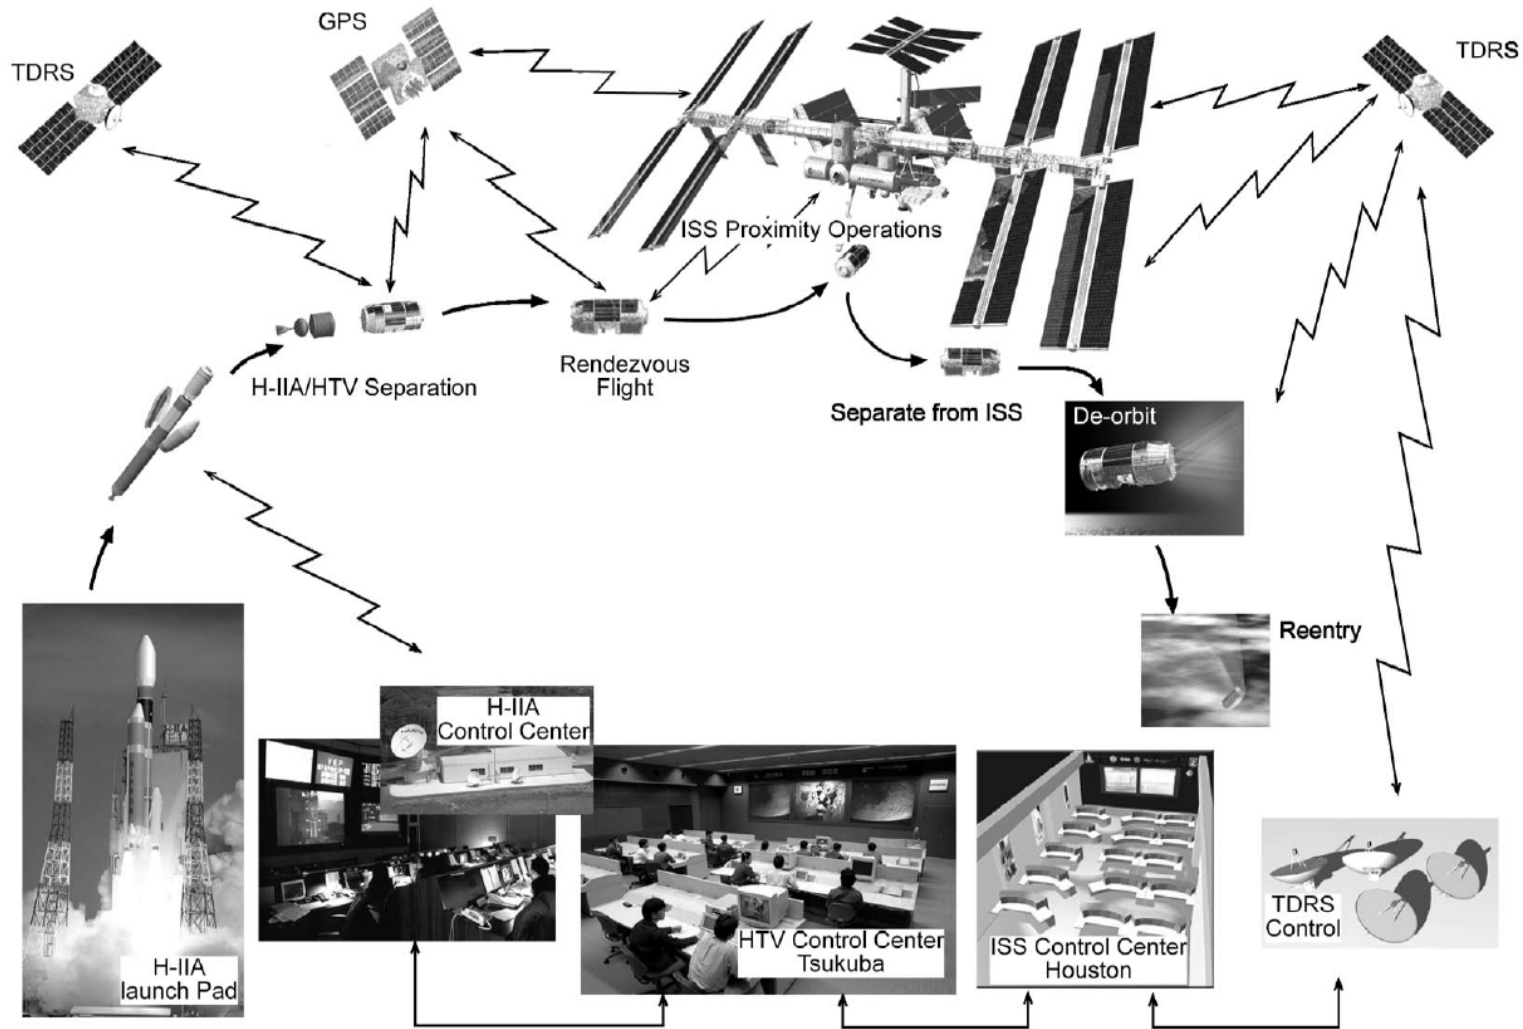 GPS
TDRS
TDRS
ISS Proximity Operations
H-IIA/HTV Separation
Rendezvous
Flight
Separate from ISS
De-orbit
Reentry
H-IIA
Control Center
H-IIA
launch Pad
HTV Control Center
Tsukuba
ISS Control Center
Houston
TDRS
Control